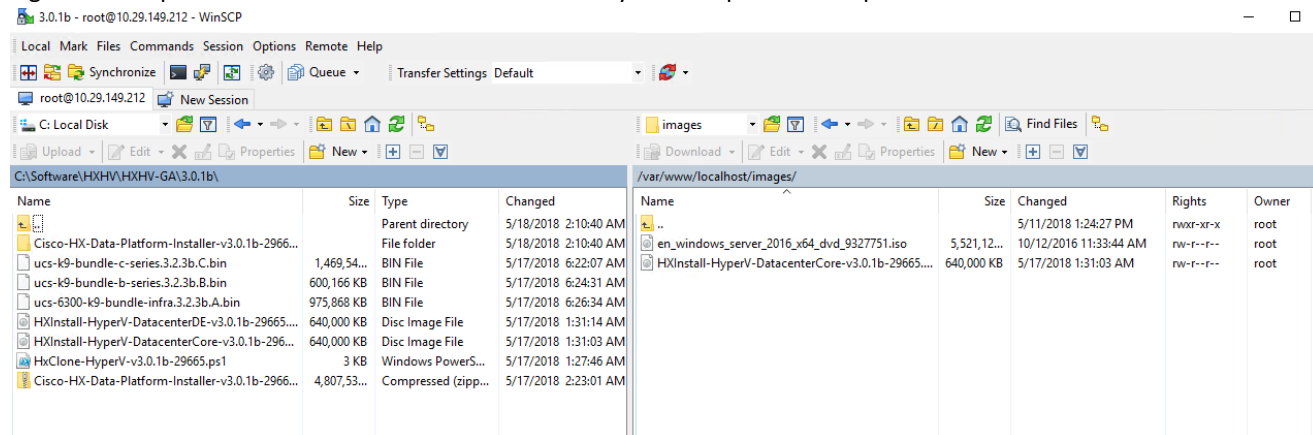 3.0.1b - root@10.29.149.212 - WinSCP
Local Mark Files Commands Session Options Remote Help
Synchronize Queue Transfer Settings Default
root@10.29.149.212 New Session
C: Local Disk images Find Files
Upload Edit Properties New Download Edit Properties New
C:\Software\HXHV\HXHV-GA\3.0.1b\ /var/www/localhost/images/
Name Size Type Changed Name Size Changed Rights Owner
.. Parent directory 5/18/2018 2:10:40 AM .. 5/11/2018 1:24:27 PM rwxr-xr-x root
Cisco-HX-Data-Platform-Installer-v3.0.1b-2966... File folder 5/18/2018 2:10:40 AM en_windows_server_2016_x64_dvd_9327751.iso 5,521,12... 10/12/2016 11:33:44 AM rw-r--r-- root
ucs-k9-bundle-c-series.3.2.3b.C.bin 1,469,54... BIN File 5/17/2018 6:22:07 AM HXInstall-HyperV-DatacenterCore-v3.0.1b-29665.... 640,000 KB 5/17/2018 1:31:03 AM rw-r--r-- root
ucs-k9-bundle-b-series.3.2.3b.B.bin 600,166 KB BIN File 5/17/2018 6:24:31 AM
ucs-6300-k9-bundle-infra.3.2.3b.A.bin 975,868 KB BIN File 5/17/2018 6:26:34 AM
HXInstall-HyperV-DatacenterDE-v3.0.1b-29665.... 640,000 KB Disc Image File 5/17/2018 1:31:14 AM
HXInstall-HyperV-DatacenterCore-v3.0.1b-296... 640,000 KB Disc Image File 5/17/2018 1:31:03 AM
HxClone-HyperV-v3.0.1b-29665.ps1 3 KB Windows PowerS... 5/17/2018 1:27:46 AM
Cisco-HX-Data-Platform-Installer-v3.0.1b-2966... 4,807,53... Compressed (zipp... 5/17/2018 2:23:01 AM